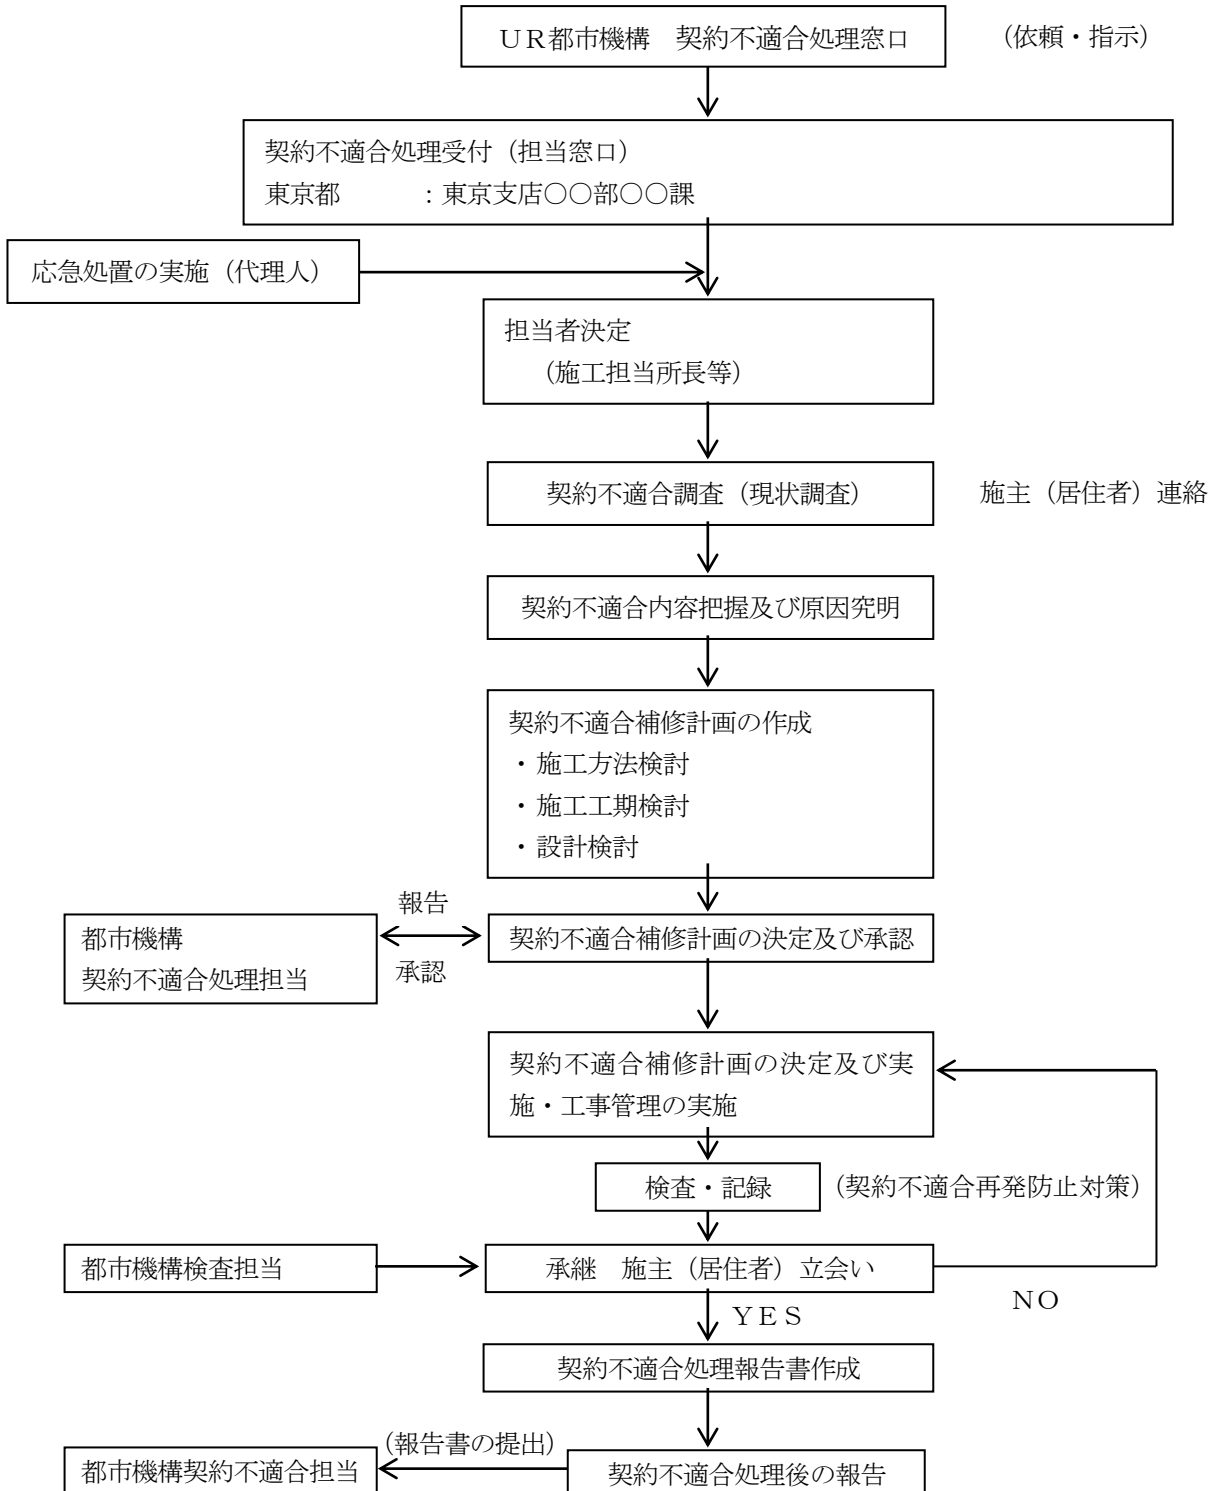 UR都市機構　契約不適合処理窓口
(依頼・指示)
契約不適合処理受付（担当窓口）
東京都　　　：東京支店〇〇部〇〇課
応急処置の実施（代理人）
担当者決定
（施工担当所長等）
契約不適合調査（現状調査）
施主（居住者）連絡
契約不適合内容把握及び原因究明
契約不適合補修計画の作成
・施工方法検討
・施工工期検討
・設計検討
報告
都市機構
契約不適合処理担当
承認
契約不適合補修計画の決定及び承認
契約不適合補修計画の決定及び実
施・工事管理の実施
検査・記録
(契約不適合再発防止対策)
都市機構検査担当
承継　施主（居住者）立会い
NO
YES
契約不適合処理報告書作成
(報告書の提出)
都市機構契約不適合担当
契約不適合処理後の報告